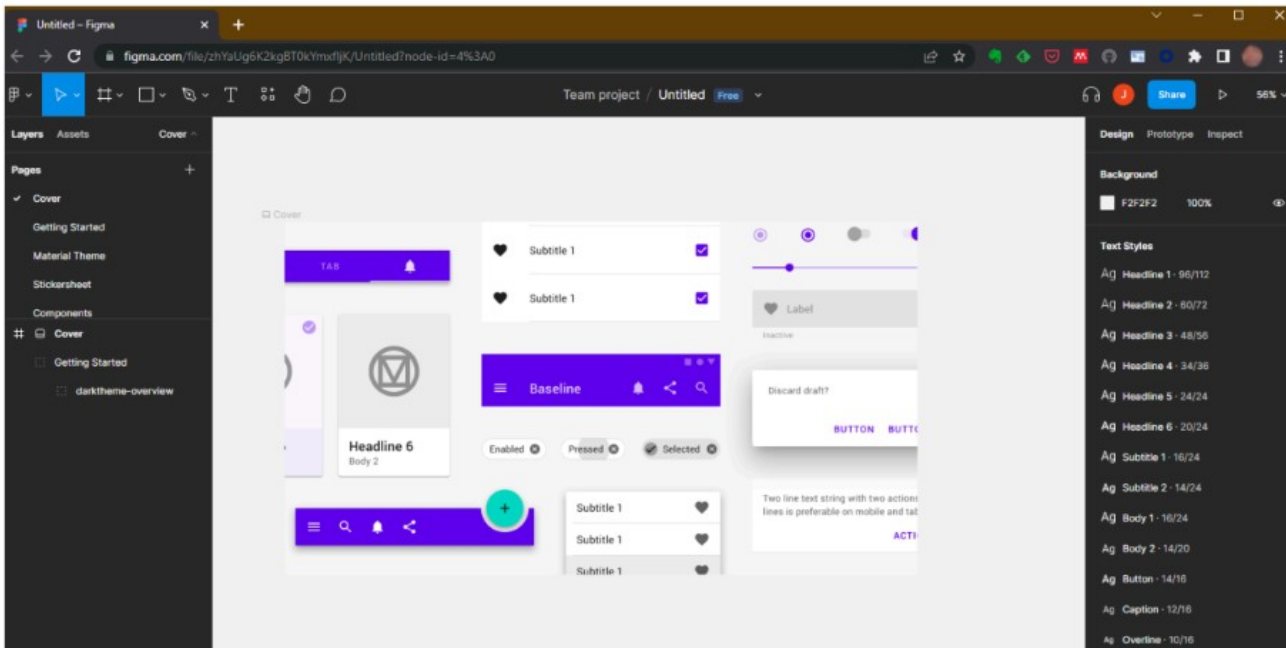 Untitled – Figma
figma.com/file/zhYaUg6K2kgBT0kYmxfljK/Untitled?node-id=4%3A0
Team project / Untitled Free
J
Share
56%
Layers Assets Cover
Pages
Cover
Getting Started
Material Theme
Stickersheet
Components
Cover
Getting Started
darktheme-overview
Cover
TAB
Headline 6
Body 2
Subtitle 1
Subtitle 1
Baseline
Enabled
Pressed
Selected
Subtitle 1
Subtitle 1
Subtitle 1
Label
Inactive
Discard draft?
BUTTON BUTTO
Two line text string with two actions
lines is preferable on mobile and tab
ACTI
Design Prototype Inspect
Background
F2F2F2 100%
Text Styles
Ag Headline 1 · 96/112
Ag Headline 2 · 60/72
Ag Headline 3 · 48/56
Ag Headline 4 · 34/36
Ag Headline 5 · 24/24
Ag Headline 6 · 20/24
Ag Subtitle 1 · 16/24
Ag Subtitle 2 · 14/24
Ag Body 1 · 16/24
Ag Body 2 · 14/20
Ag Button · 14/16
Ag Caption · 12/16
Ag Overline · 10/16